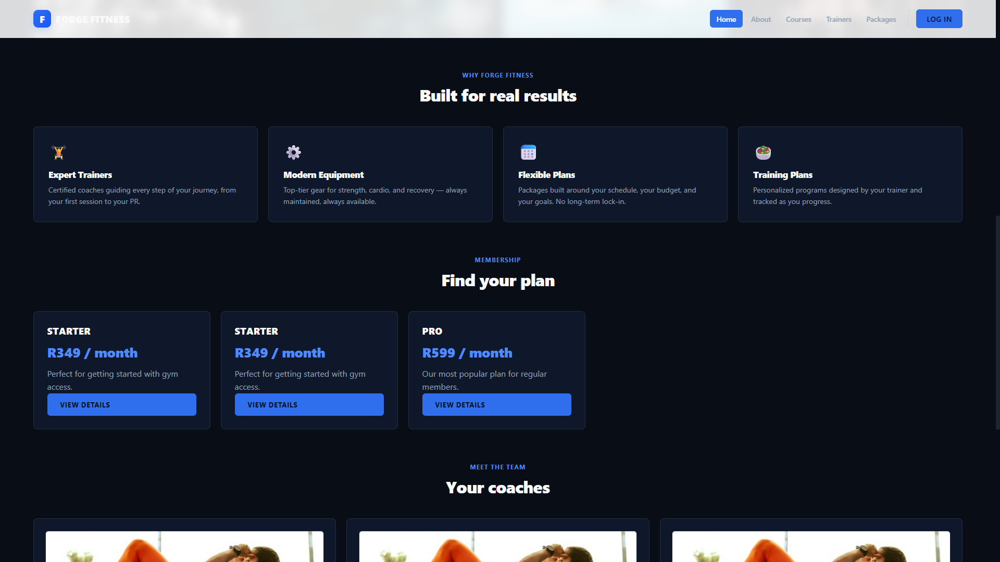 F FORGE FITNESS
Home About Courses Trainers Packages LOG IN
WHY FORGE FITNESS
Built for real results
Expert Trainers
Certified coaches guiding every step of your journey, from
your first session to your PR.
Modern Equipment
Top-tier gear for strength, cardio, and recovery — always
maintained, always available.
Flexible Plans
Packages built around your schedule, your budget, and
your goals. No long-term lock-in.
Training Plans
Personalized programs designed by your trainer and
tracked as you progress.
MEMBERSHIP
Find your plan
STARTER
R349 / month
Perfect for getting started with gym
access.
VIEW DETAILS
STARTER
R349 / month
Perfect for getting started with gym
access.
VIEW DETAILS
PRO
R599 / month
Our most popular plan for regular
members.
VIEW DETAILS
MEET THE TEAM
Your coaches